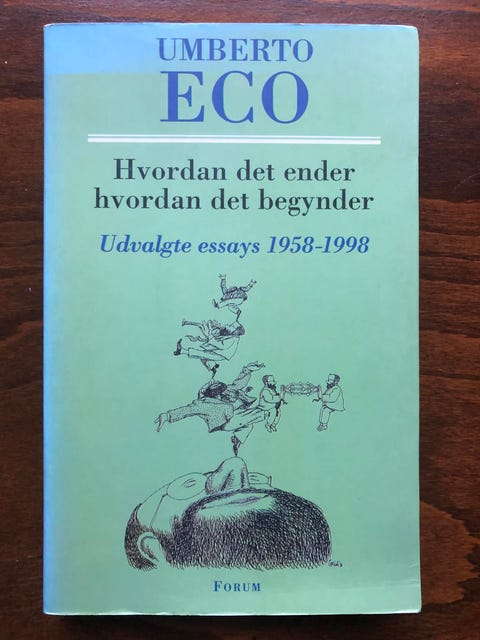 UMBERTO
ECO
Hvordan det ender
hvordan det begynder
Udvalgte essays 1958-1998
FORUM